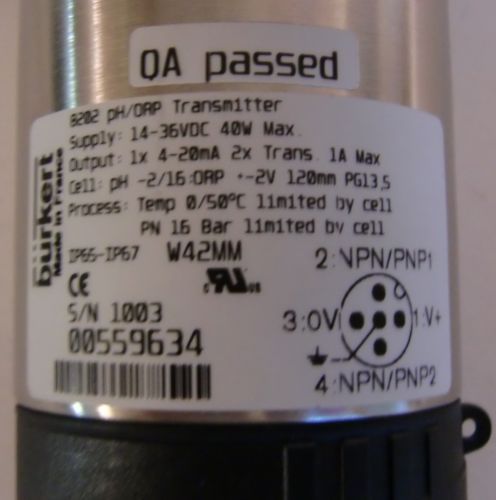 QA passed
8202 pH/ORP Transmitter
Supply: 14-36VDC 40W Max.
Output: 1x 4-20mA 2x Trans. 1A Max
Cell: pH -2/16:ORP +-2V 120mm PG13,5
Process: Temp 0/50°C limited by cell
PN 16 Bar limited by cell
IP65-IP67 W42MM
bürkert
Made in France
CE
S/N 1003
00559634
2:NPN/PNP1
3:0V
1:V+
4:NPN/PNP2